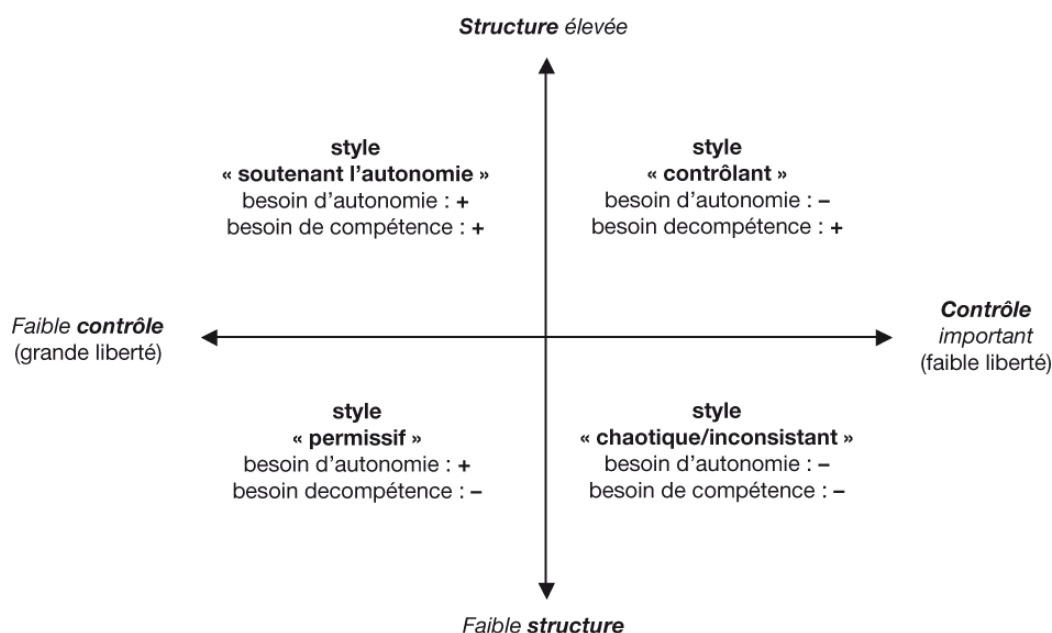 Structure élevée
style
« soutenant l’autonomie »
besoin d’autonomie : +
besoin de compétence : +
style
« contrôlant »
besoin d’autonomie : –
besoin decompétence : +
Faible contrôle
(grande liberté)
Contrôle
important
(faible liberté)
style
« permissif »
besoin d’autonomie : +
besoin decompétence : –
style
« chaotique/inconsistant »
besoin d’autonomie : –
besoin de compétence : –
Faible structure